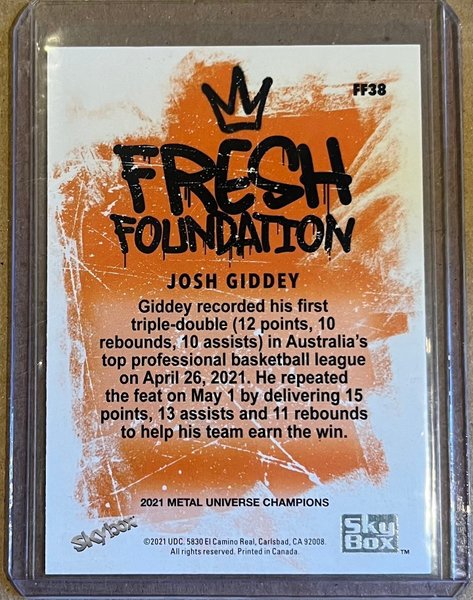 FF38
FRESH
FOUNDATION
JOSH GIDDEY
Giddey recorded his first
triple-double (12 points, 10
rebounds, 10 assists) in Australia's
top professional basketball league
on April 26, 2021. He repeated
the feat on May 1 by delivering 15
points, 13 assists and 11 rebounds
to help his team earn the win.
2021 METAL UNIVERSE CHAMPIONS
Skybox
©2021 UDC. 5830 El Camino Real, Carlsbad, CA 92008.
All rights reserved. Printed in Canada.
Sky
Box™